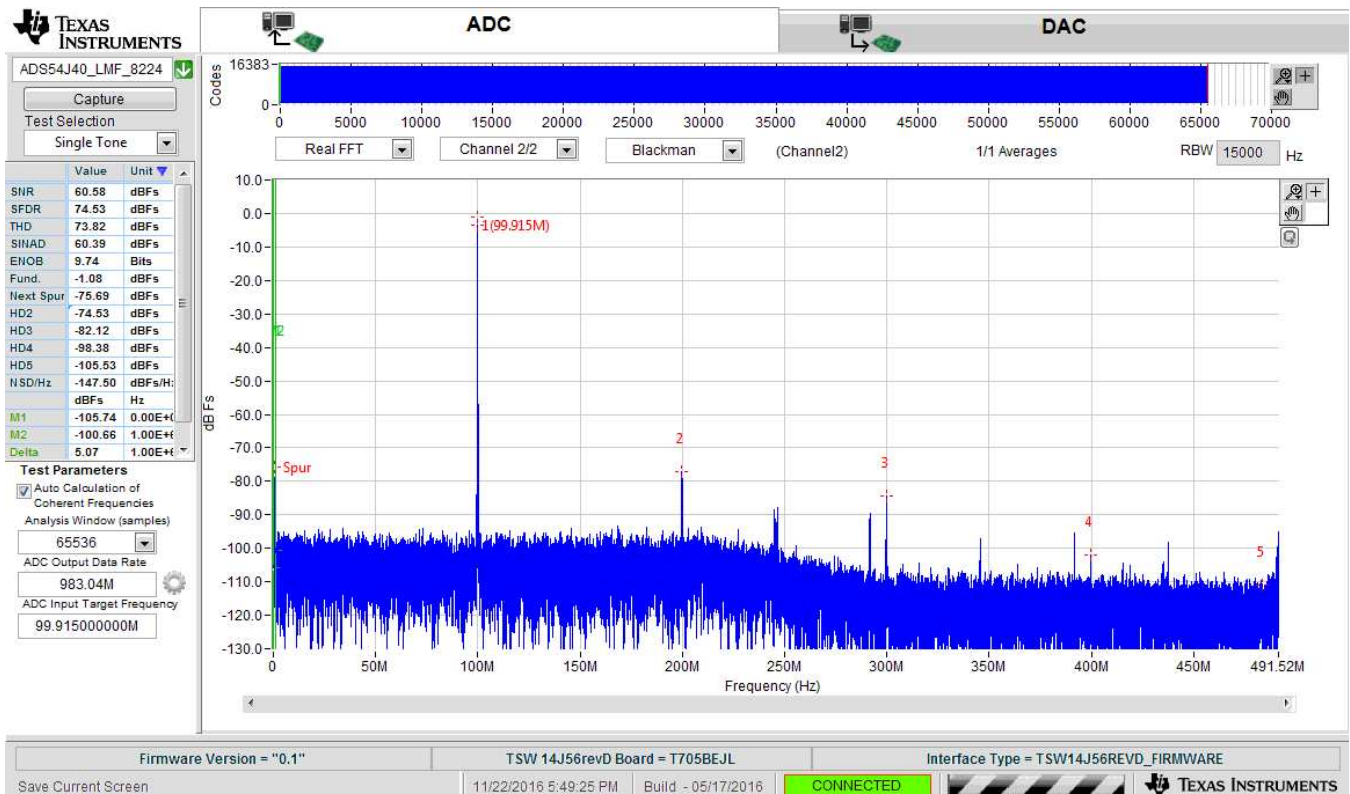 TEXAS INSTRUMENTS
ADC
DAC
ADS54J40_LMF_8224
Capture
Test Selection
Single Tone
Value Unit
SNR 60.58 dBFs
SFDR 74.53 dBFs
THD 73.82 dBFs
SINAD 60.39 dBFs
ENOB 9.74 Bits
Fund. -1.08 dBFs
Next Spur -75.69 dBFs
HD2 -74.53 dBFs
HD3 -82.12 dBFs
HD4 -98.38 dBFs
HD5 -105.53 dBFs
NSD/Hz -147.50 dBFs/H:
dBFs Hz
M1 -105.74 0.00E+
M2 -100.66 1.00E+
Delta 5.07 1.00E+
Test Parameters
Auto Calculation of
Coherent Frequencies
Analysis Window (samples)
65536
ADC Output Data Rate
983.04M
ADC Input Target Frequency
99.915000000M
Codes
16383
0
0 5000 10000 15000 20000 25000 30000 35000 40000 45000 50000 55000 60000 65000 70000
Real FFT Channel 2/2 Blackman (Channel2) 1/1 Averages RBW 15000 Hz
dBFs
10.0
0.0
-10.0
-20.0
-30.0
-40.0
-50.0
-60.0
-70.0
-80.0
-90.0
-100.0
-110.0
-120.0
-130.0
1(99.915M)
2
Spur
2
3
4
5
0 50M 100M 150M 200M 250M 300M 350M 400M 450M 491.52M
Frequency (Hz)
Firmware Version = "0.1" TSW 14J56revD Board = T705BEJL Interface Type = TSW14J56REVD_FIRMWARE
Save Current Screen 11/22/2016 5:49:25 PM Build - 05/17/2016 CONNECTED TEXAS INSTRUMENTS